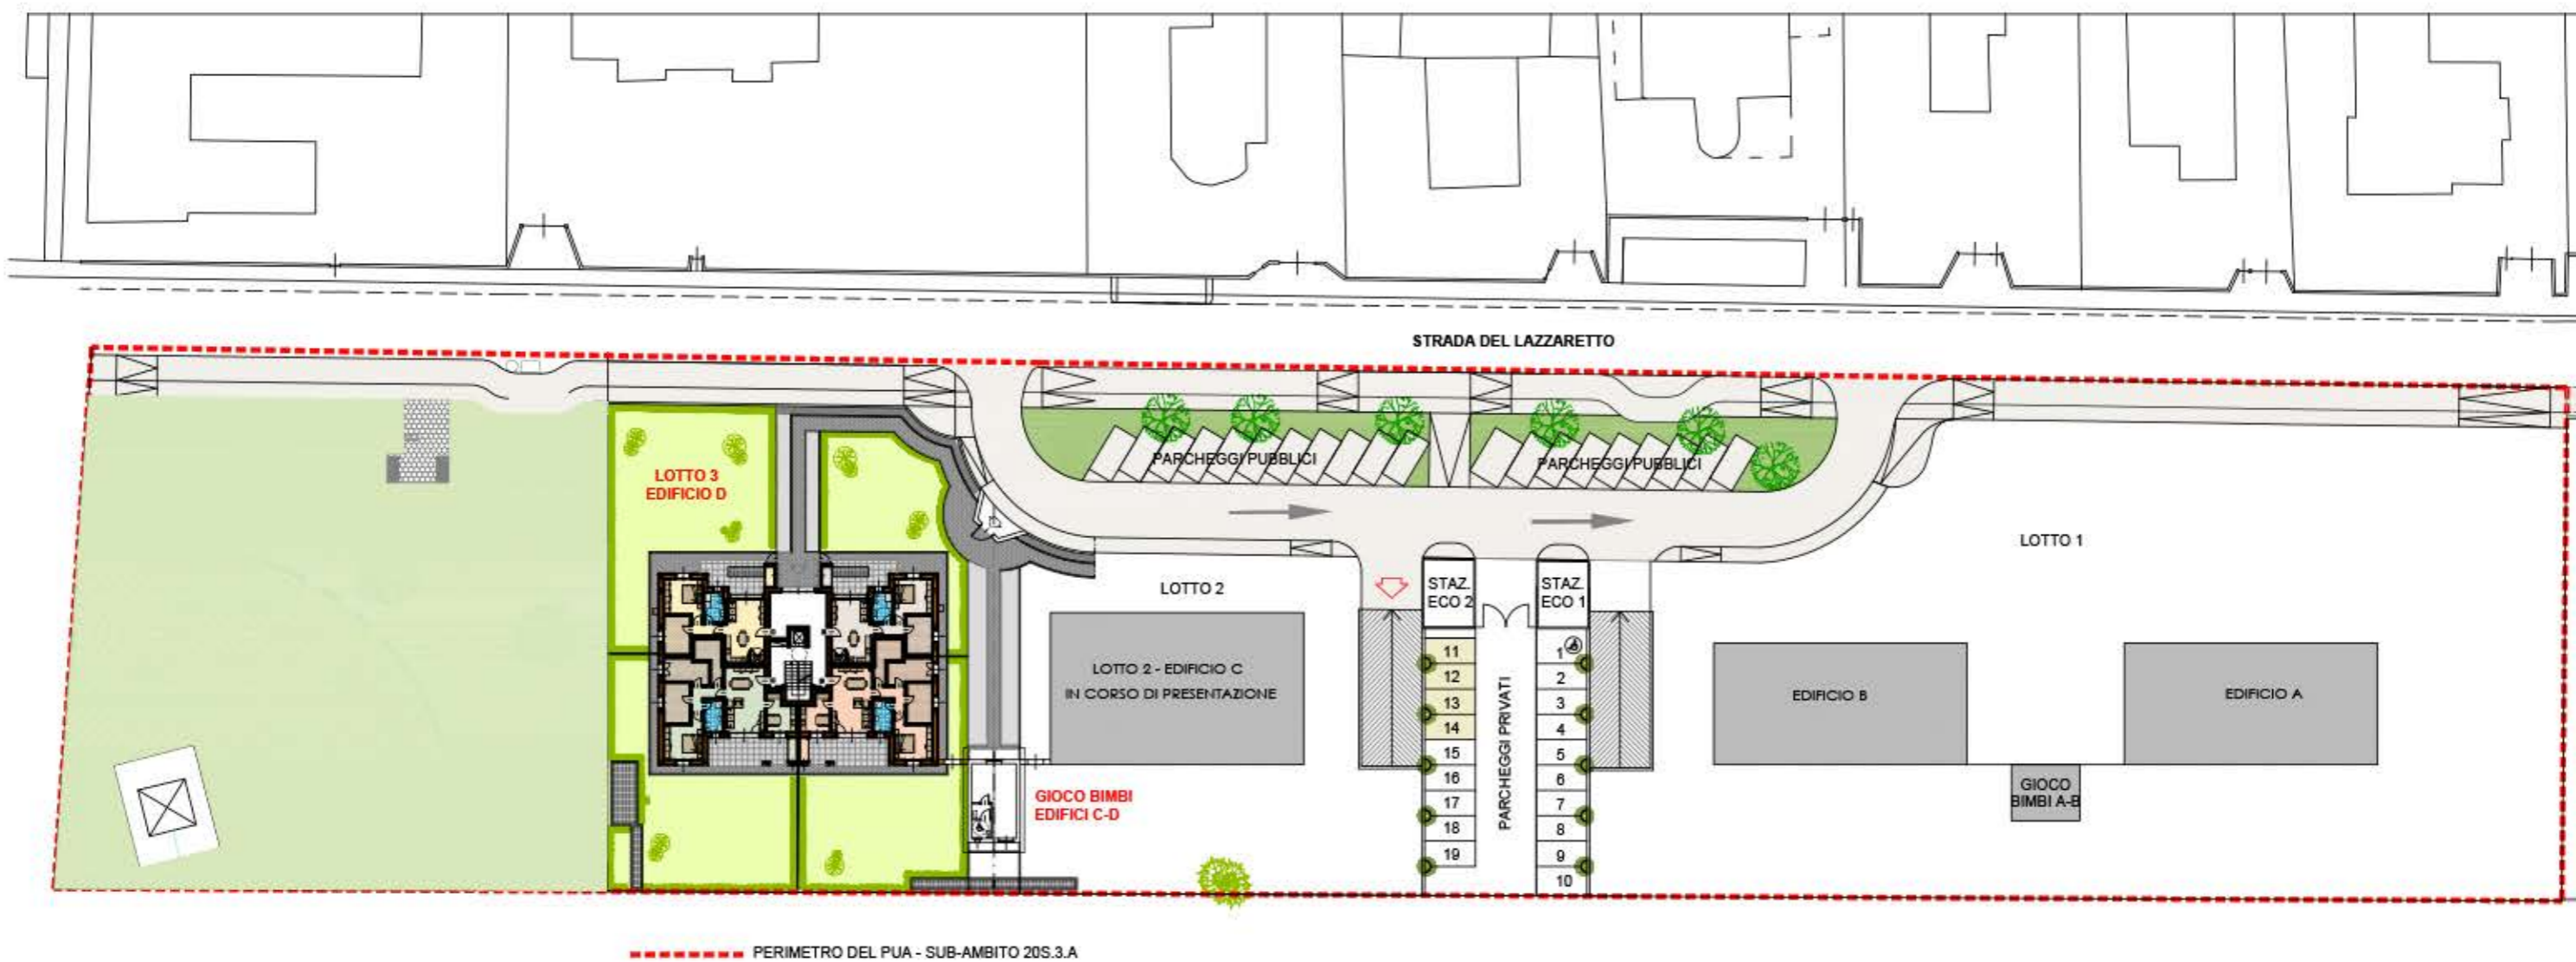 STRADA DEL LAZZARETTO
PARCHEGGI PUBBLICI
PARCHEGGI PUBBLICI
LOTTO 3
EDIFICIO D
LOTTO 1
LOTTO 2
STAZ.
ECO 2
STAZ.
ECO 1
LOTTO 2 - EDIFICIO C
IN CORSO DI PRESENTAZIONE
11
12
13
14
15
16
17
18
19
PARCHEGGI PRIVATI
1
2
3
4
5
6
7
8
9
10
EDIFICIO B
EDIFICIO A
GIOCO
BIMBI A-B
GIOCO BIMBI
EDIFICI C-D
PERIMETRO DEL PUA - SUB-AMBITO 20S.3.A